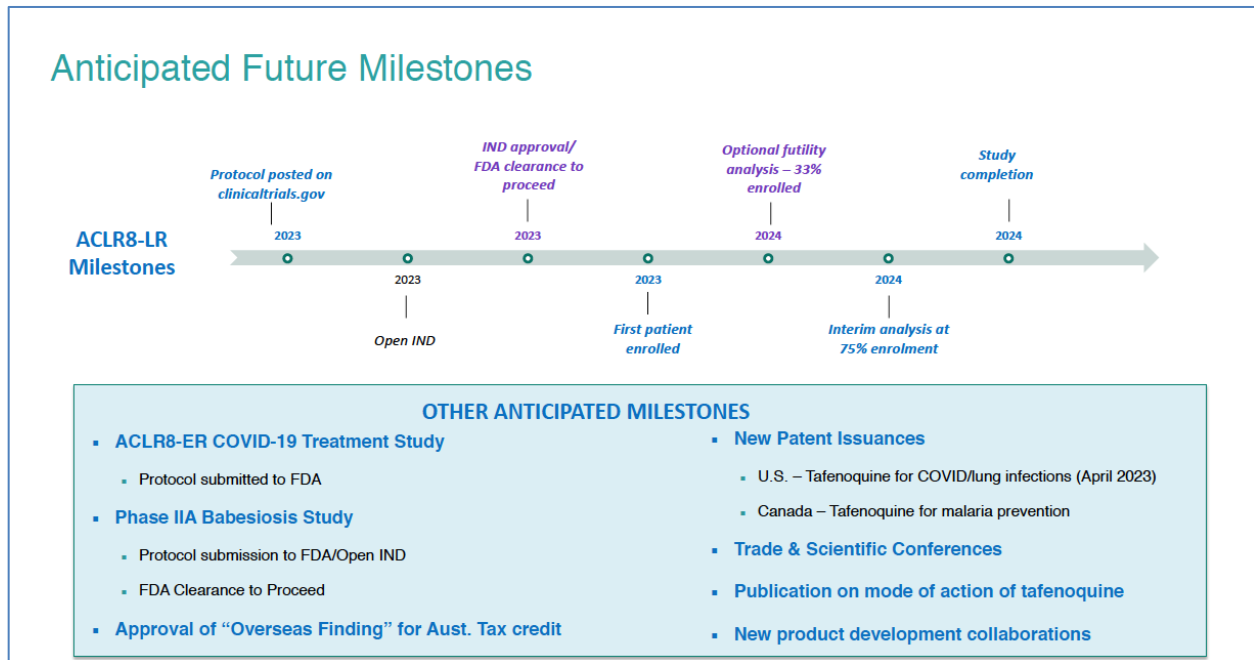 Anticipated Future Milestones
Protocol posted on
clinicaltrials.gov
IND approval/
FDA clearance to
proceed
Optional futility
analysis – 33%
enrolled
Study
completion
ACLR8-LR
Milestones
2023
2023
2024
2024
2023
2023
2024
Open IND
First patient
enrolled
Interim analysis at
75% enrolment
OTHER ANTICIPATED MILESTONES
▪ ACLR8-ER COVID-19 Treatment Study
▪ Protocol submitted to FDA
▪ Phase IIA Babesiosis Study
▪ Protocol submission to FDA/Open IND
▪ FDA Clearance to Proceed
▪ Approval of “Overseas Finding” for Aust. Tax credit
▪ New Patent Issuances
▪ U.S. – Tafenoquine for COVID/lung infections (April 2023)
▪ Canada – Tafenoquine for malaria prevention
▪ Trade & Scientific Conferences
▪ Publication on mode of action of tafenoquine
▪ New product development collaborations